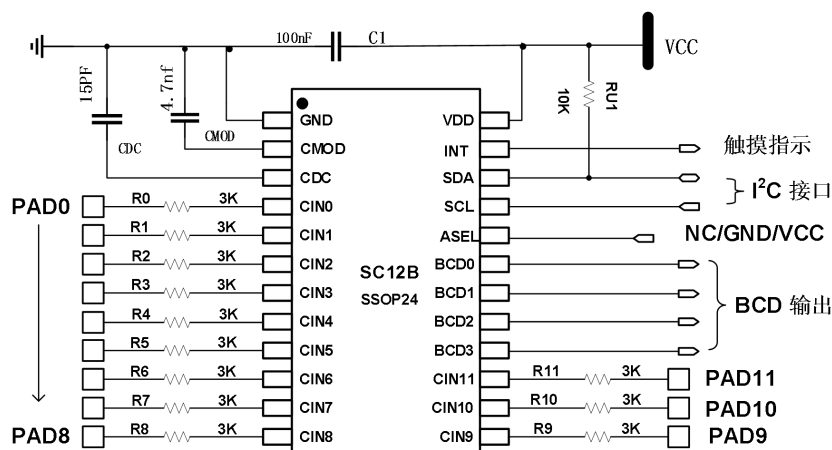 100nF C1 VCC
15PF 4.7nf RU1 10K
CDC CMOD
GND VDD
CMOD INT 触摸指示
CDC SDA
I²C 接口
PAD0 R0 3K CIN0 SCL
R1 3K CIN1 ASEL NC/GND/VCC
R2 3K CIN2 SC12B BCD0
R3 3K CIN3 SSOP24 BCD1
BCD 输出
R4 3K CIN4 BCD2
R5 3K CIN5 BCD3
R6 3K CIN6 CIN11 R11 3K PAD11
R7 3K CIN7 CIN10 R10 3K PAD10
PAD8 R8 3K CIN8 CIN9 R9 3K PAD9